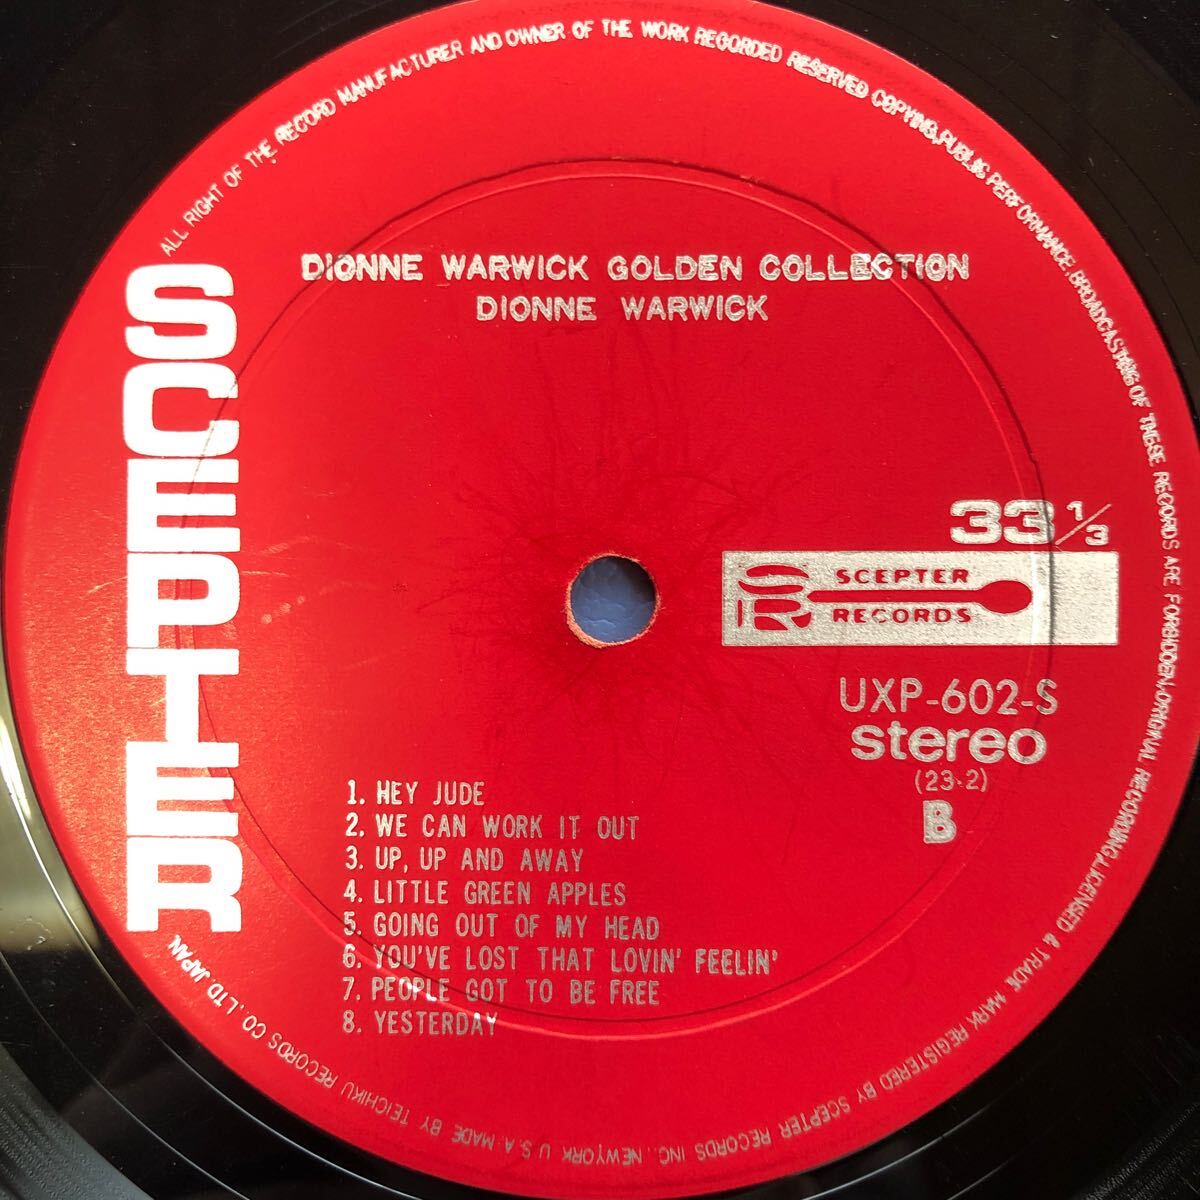 ALL RIGHT OF THE RECORD MANUFACTURER AND OWNER OF THE WORK RECORDED RESERVED COPYING,PUBLIC PERFORMANCE,BROADCASTING OF THESE RECORDS ARE FORBIDDEN.ORIGINAL RECORDING,LICENSED & TRADE MARK REGISTERED BY SCEPTER RECORDS INC., NEWYORK U.S.A. MADE BY TEICHIKU RECORDS CO.,LTD.JAPAN.
SCEPTER
DIONNE WARWICK GOLDEN COLLECTION
DIONNE WARWICK
33 1/3
SR SCEPTER
RECORDS
UXP-602-S
stereo
(23·2)
B
1. HEY JUDE
2. WE CAN WORK IT OUT
3. UP, UP AND AWAY
4. LITTLE GREEN APPLES
5. GOING OUT OF MY HEAD
6. YOU'VE LOST THAT LOVIN' FEELIN'
7. PEOPLE GOT TO BE FREE
8. YESTERDAY